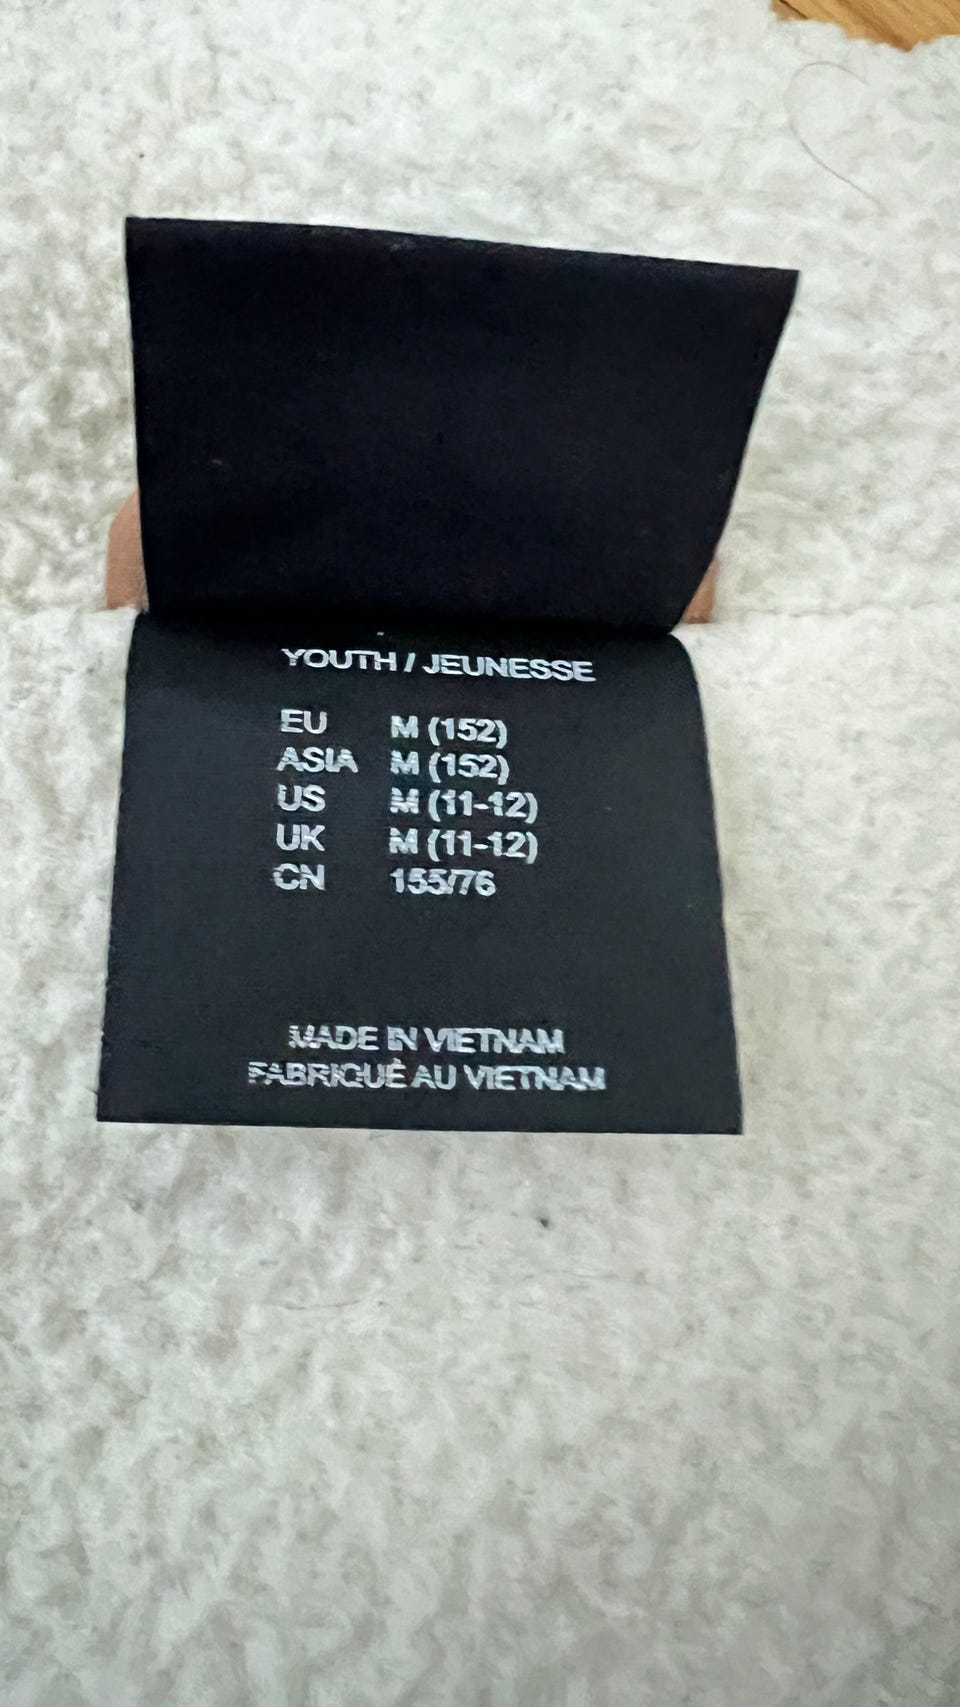 YOUTH / JEUNESSE
EU M (152)
ASIA M (152)
US M (11-12)
UK M (11-12)
CN 155/76
MADE IN VIETNAM
FABRIQUÉ AU VIETNAM